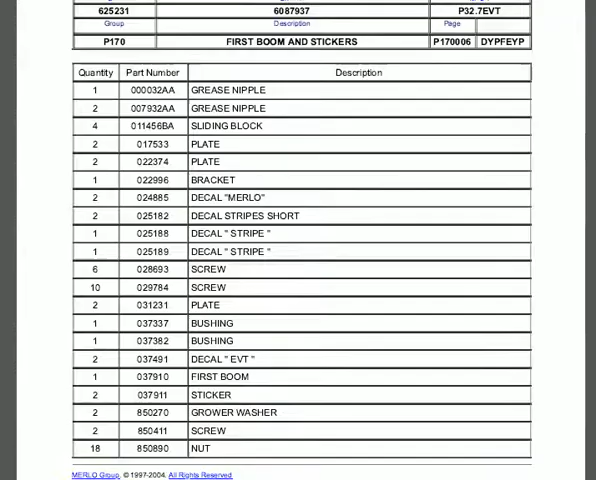 625231 6087937 P32.7EVT
Group Description Page
P170 FIRST BOOM AND STICKERS P170006 DYPFEYP
Quantity Part Number Description
1 000032AA GREASE NIPPLE
2 007932AA GREASE NIPPLE
4 011456BA SLIDING BLOCK
2 017533 PLATE
2 022374 PLATE
1 022996 BRACKET
2 024885 DECAL "MERLO"
2 025182 DECAL STRIPES SHORT
1 025188 DECAL " STRIPE "
1 025189 DECAL " STRIPE "
6 028693 SCREW
10 029784 SCREW
2 031231 PLATE
1 037337 BUSHING
1 037382 BUSHING
2 037491 DECAL " EVT "
1 037910 FIRST BOOM
2 037911 STICKER
2 850270 GROWER WASHER
2 850411 SCREW
18 850890 NUT
MERLO Group, © 1997-2004. All Rights Reserved